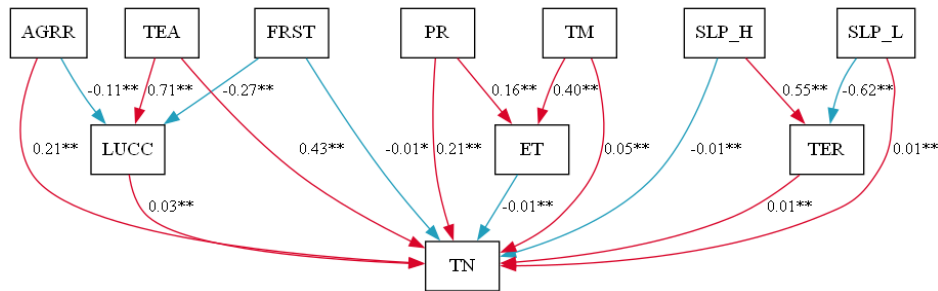 AGRR TEA FRST PR TM SLP_H SLP_L
-0.11** 0.71** -0.27** 0.16** 0.40** 0.55** -0.62**
LUCC ET TER
0.21** 0.43** -0.01* 0.21** 0.05** -0.01** 0.01**
0.03** -0.01** 0.01**
TN